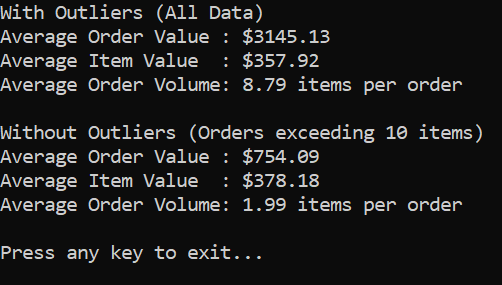 With Outliers (All Data)
Average Order Value : $3145.13
Average Item Value  : $357.92
Average Order Volume: 8.79 items per order

Without Outliers (Orders exceeding 10 items)
Average Order Value : $754.09
Average Item Value  : $378.18
Average Order Volume: 1.99 items per order

Press any key to exit...